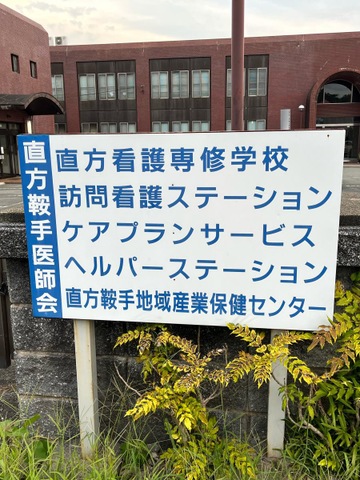 直方鞍手医師会
直方看護専修学校
訪問看護ステーション
ケアプランサービス
ヘルパーステーション
直方鞍手地域産業保健センター